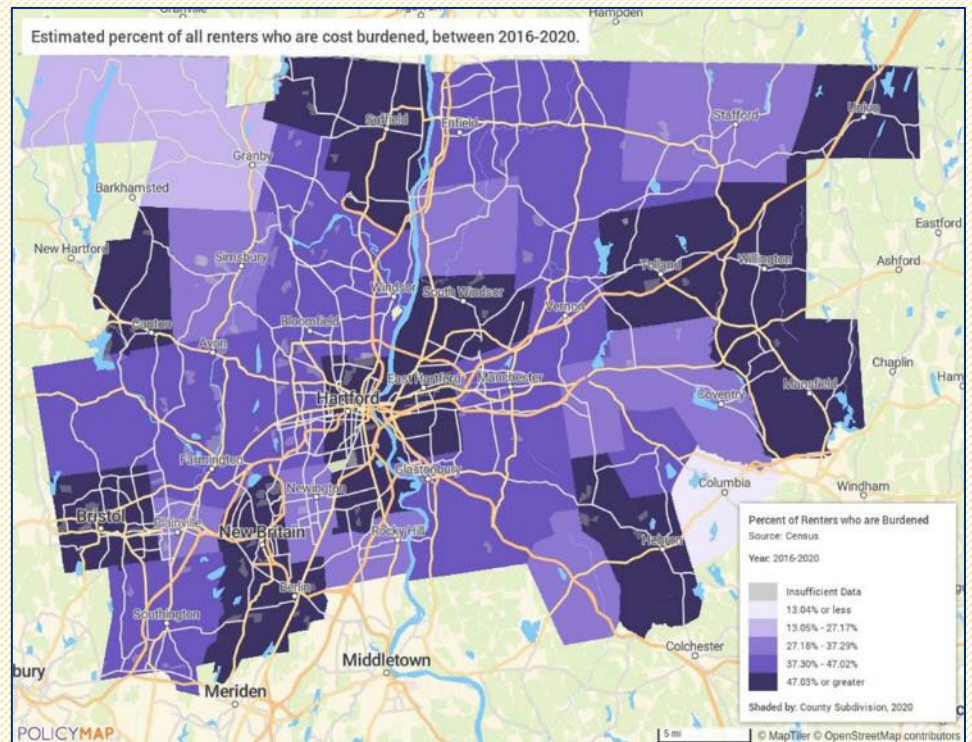 Granville
Hampden
Estimated percent of all renters who are cost burdened, between 2016-2020.
Suffield
Enfield
Stafford
Union
Granby
Barkhamsted
Eastford
New Hartford
Simsbury
Tolland
Willington
Ashford
Windsor
South Windsor
Vernon
Canton
Bloomfield
Avon
Chaplin
East Hartford
Manchester
Mansfield
Ham
Hartford
Coventry
Farmington
Glastonbury
Newington
Columbia
Windham
Bristol
Plainville
New Britain
Rocky Hill
Hebron
Berlin
Southington
Colchester
Middletown
bury
Meriden
Percent of Renters who are Burdened
Source: Census
Year: 2016-2020
Insufficient Data
13.04% or less
13.05% - 27.17%
27.18% - 37.29%
37.30% - 47.02%
47.03% or greater
Shaded by: County Subdivision, 2020
POLICYMAP
5 mi
© MapTiler © OpenStreetMap contributors